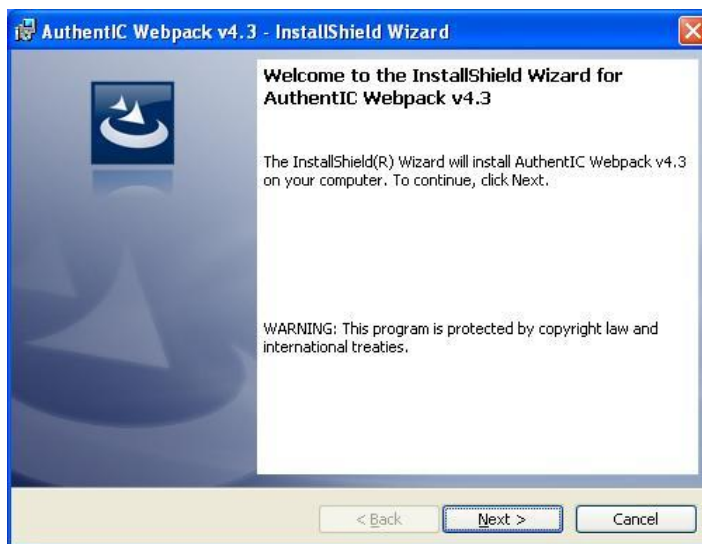 AuthentIC Webpack v4.3 - InstallShield Wizard
Welcome to the InstallShield Wizard for
AuthentIC Webpack v4.3
The InstallShield(R) Wizard will install AuthentIC Webpack v4.3
on your computer. To continue, click Next.
WARNING: This program is protected by copyright law and
international treaties.
< Back
Next >
Cancel